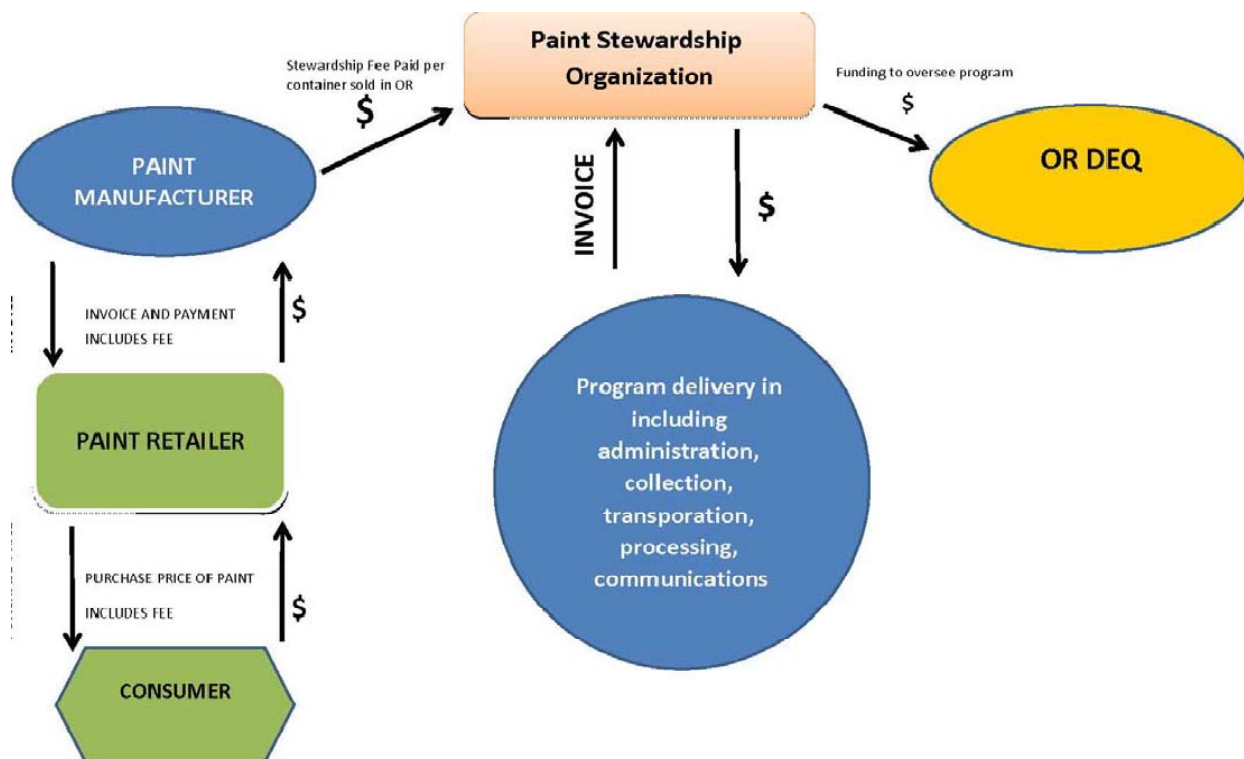 Paint Stewardship
Organization
Stewardship Fee Paid per
container sold in OR
$
Funding to oversee program
$
PAINT
MANUFACTURER
OR DEQ
INVOICE
$
INVOICE AND PAYMENT
INCLUDES FEE
$
PAINT RETAILER
Program delivery in
including
administration,
collection,
transporation,
processing,
communications
PURCHASE PRICE OF PAINT
INCLUDES FEE
$
CONSUMER